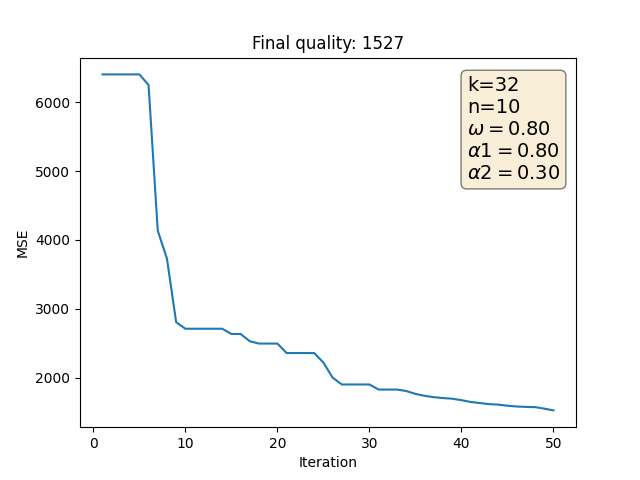 Final quality: 1527
k=32
n=10
ω = 0.80
α1 = 0.80
α2 = 0.30
MSE
6000
5000
4000
3000
2000
0 10 20 30 40 50
Iteration